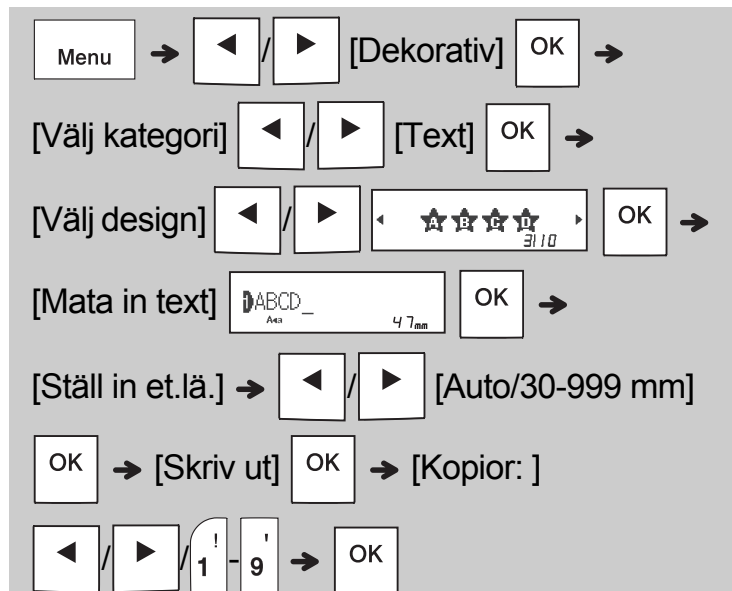 Menu → ◄/► [Dekorativ] OK →
[Välj kategori] ◄/► [Text] OK →
[Välj design] ◄/► ◄ A B C D ► 3/10 OK →
[Mata in text] 1ABCD_ A◄a 47mm OK →
[Ställ in et.lä.] → ◄/► [Auto/30-999 mm]
OK → [Skriv ut] OK → [Kopior: ]
◄/►/! 1-' 9 → OK